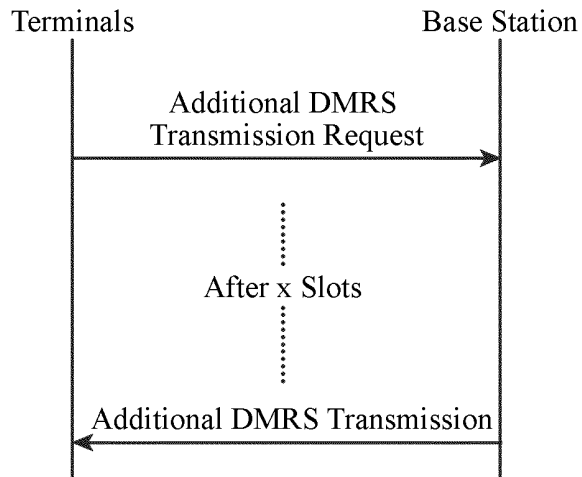 Terminals
Base Station
Additional DMRS
Transmission Request
After x Slots
Additional DMRS Transmission